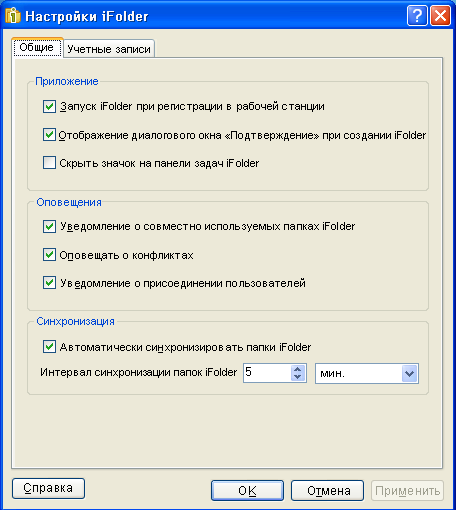 Настройки iFolder
Общие Учетные записи
Приложение
Запуск iFolder при регистрации в рабочей станции
Отображение диалогового окна «Подтверждение» при создании iFolder
Скрыть значок на панели задач iFolder
Оповещения
Уведомление о совместно используемых папках iFolder
Оповещать о конфликтах
Уведомление о присоединении пользователей
Синхронизация
Автоматически синхронизировать папки iFolder
Интервал синхронизации папок iFolder 5 мин.
Справка OK Отмена Применить